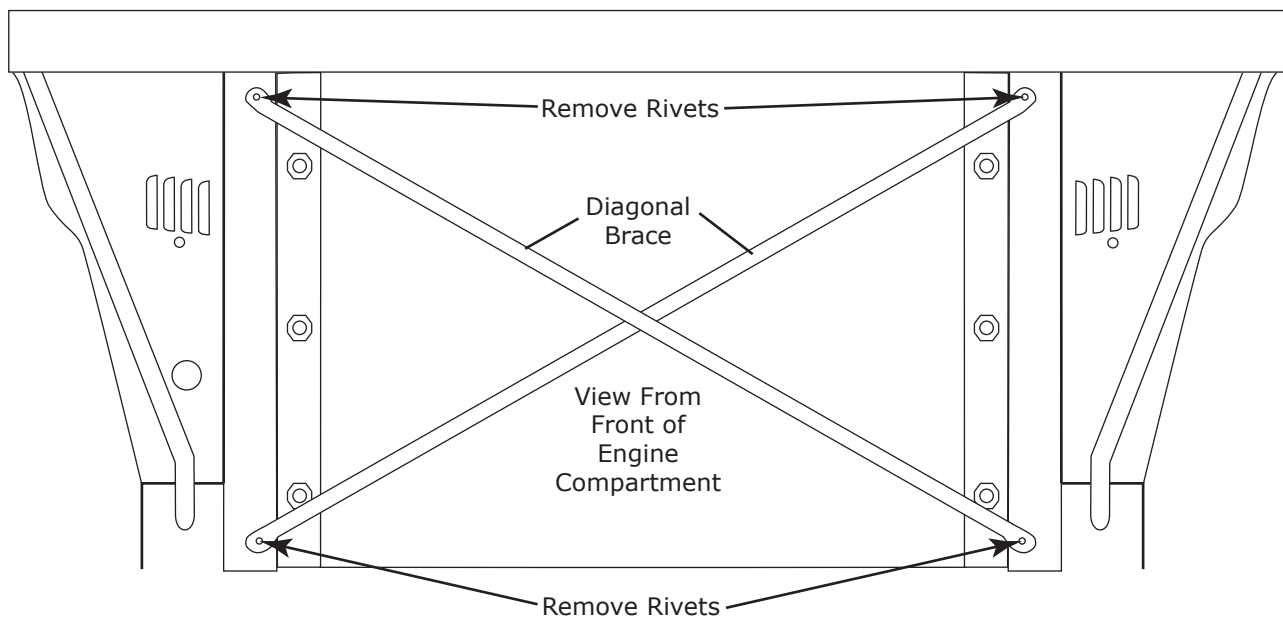 Remove Rivets
Diagonal
Brace
View From
Front of
Engine
Compartment
Remove Rivets